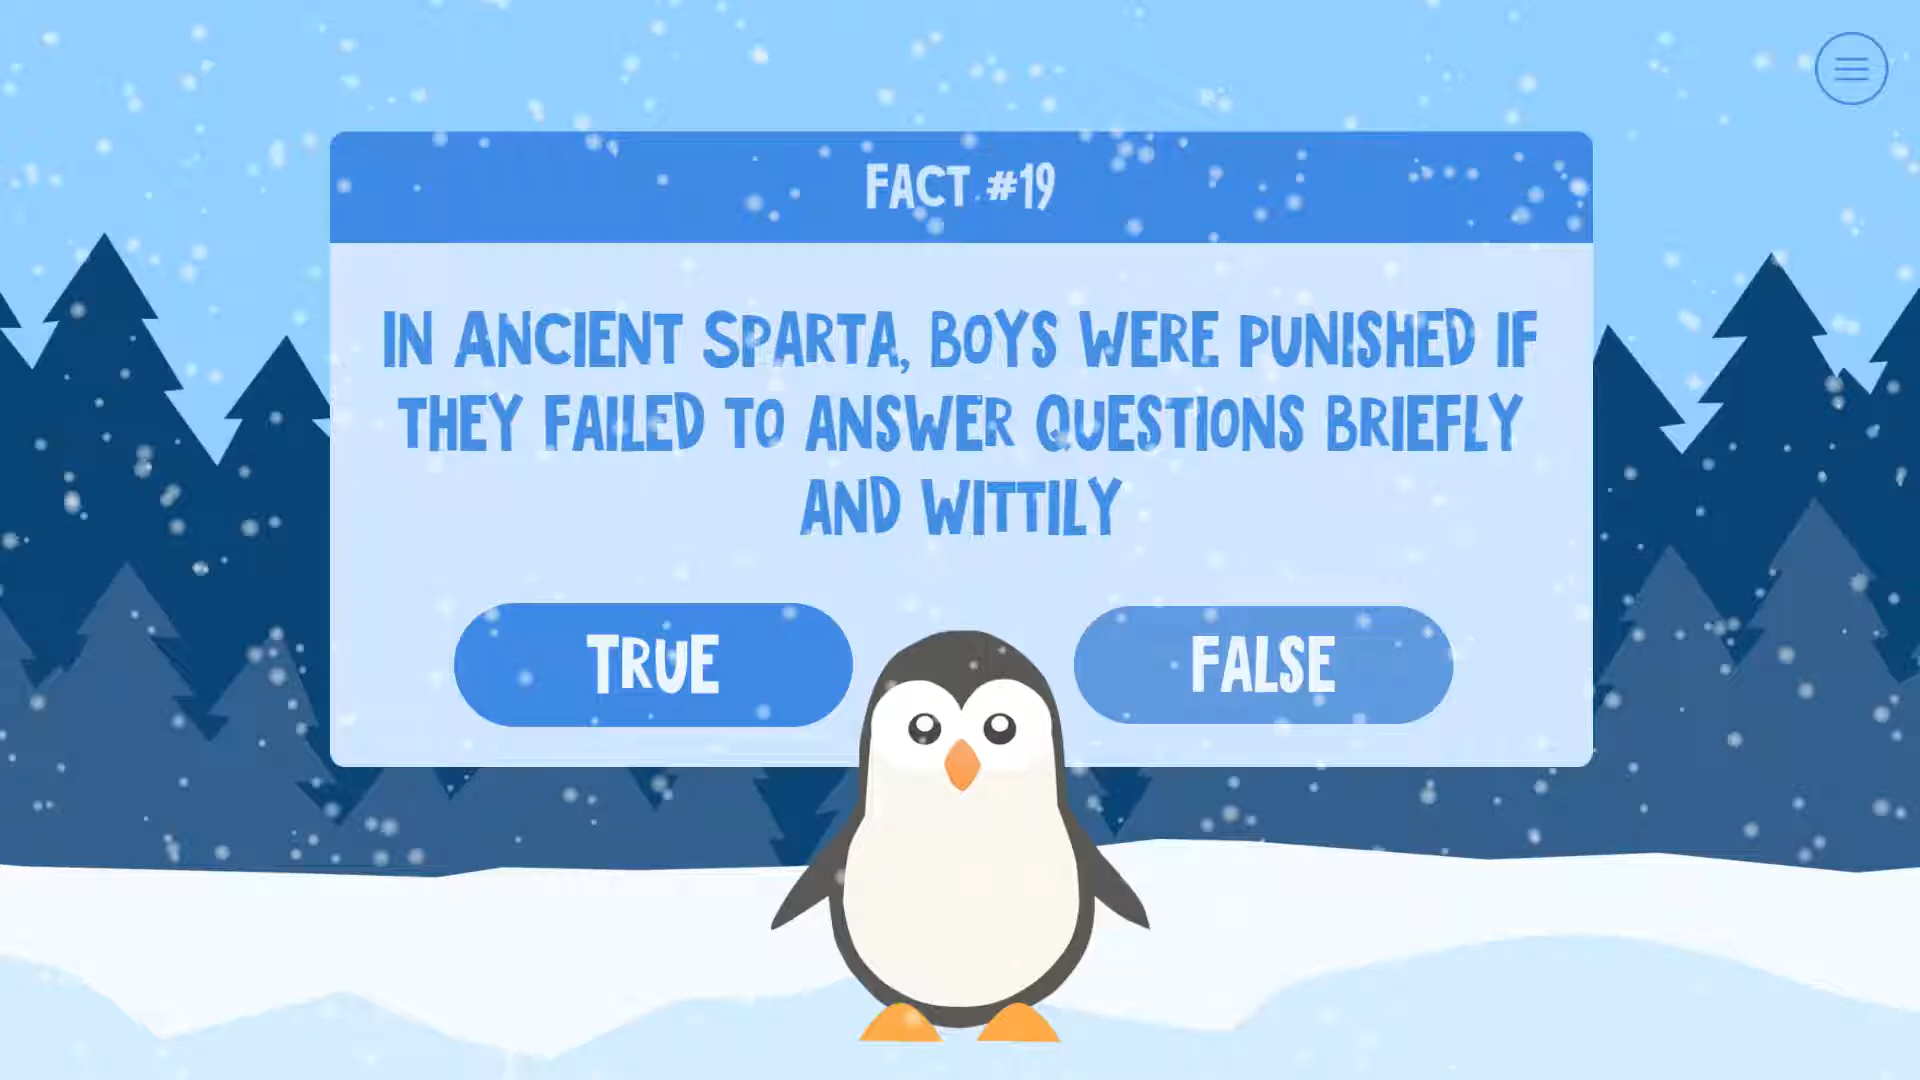 FACT #19
IN ANCIENT SPARTA, BOYS WERE PUNISHED IF
THEY FAILED TO ANSWER QUESTIONS BRIEFLY
AND WITTILY
TRUE
FALSE